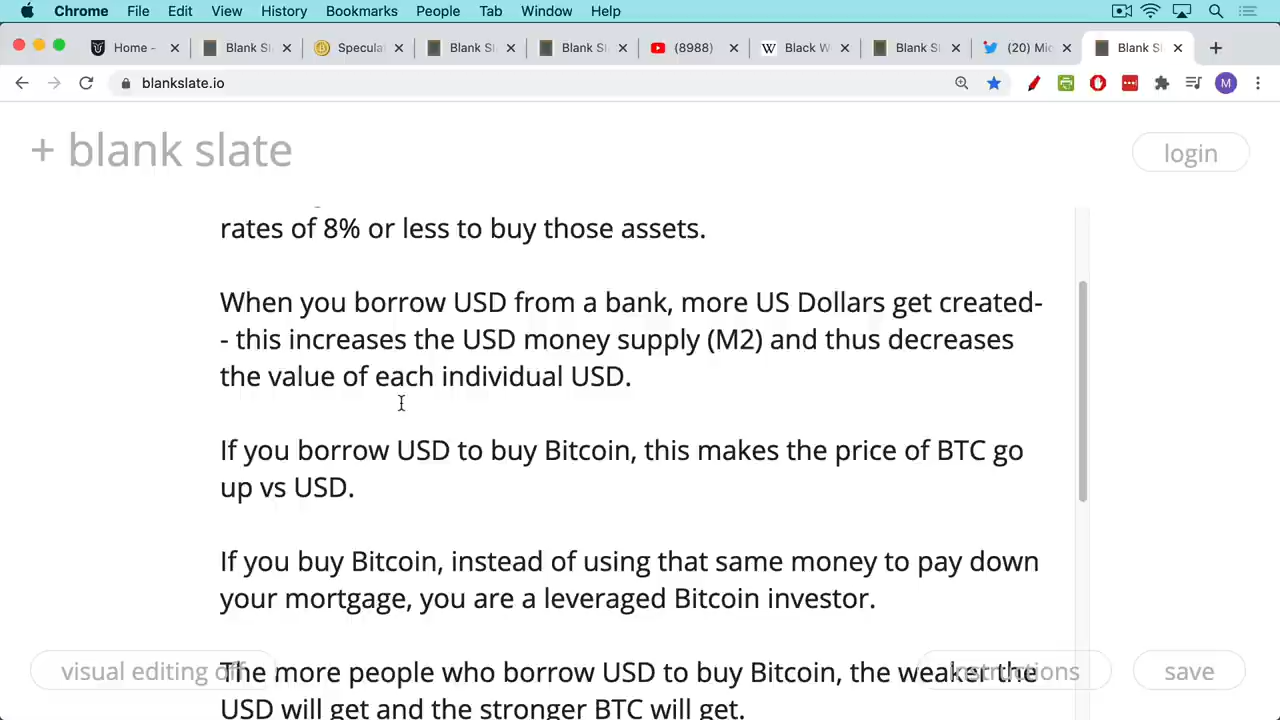 Chrome File Edit View History Bookmarks People Tab Window Help
Home - Blank Sl Specula Blank Sl Blank Sl (8988) Black W Blank Sl (20) Mic Blank Sl
blankslate.io M
+ blank slate login
rates of 8% or less to buy those assets.
When you borrow USD from a bank, more US Dollars get created-
- this increases the USD money supply (M2) and thus decreases
the value of each individual USD.
If you borrow USD to buy Bitcoin, this makes the price of BTC go
up vs USD.
If you buy Bitcoin, instead of using that same money to pay down
your mortgage, you are a leveraged Bitcoin investor.
The more people who borrow USD to buy Bitcoin, the weaker the
visual editing off instructions save
USD will get and the stronger BTC will get.